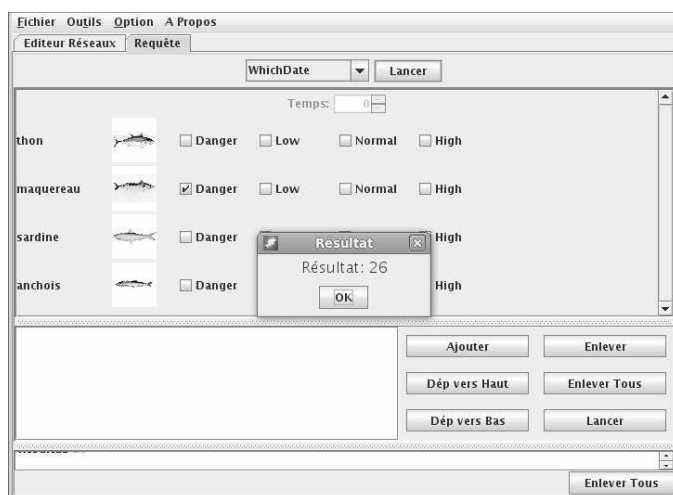 Fichier Outils Option A Propos
Editeur Réseaux Requête
WhichDate Lancer
Temps: 0
thon Danger Low Normal High
maquereau Danger Low Normal High
sardine Danger High
Resultat
Résultat: 26
OK
anchois Danger High
Ajouter Enlever
Dép vers Haut Enlever Tous
Dép vers Bas Lancer
Enlever Tous